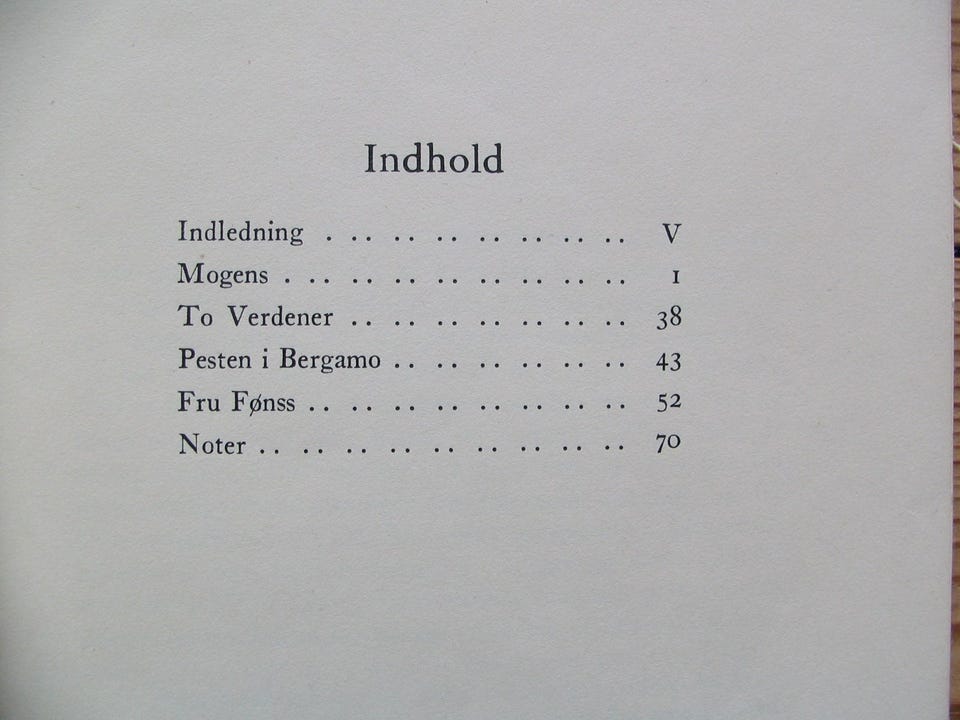 Indhold
Indledning . .. .. .. .. .. .. .. V
Mogens . .. .. .. .. .. .. .. .. 1
To Verdener .. .. .. .. .. .. .. 38
Pesten i Bergamo .. .. .. .. .. .. 43
Fru Fønss .. .. .. .. .. .. .. .. 52
Noter .. .. .. .. .. .. .. .. .. 70